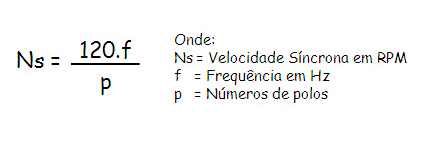 Ns = 120.f / p
Onde:
Ns = Velocidade Síncrona em RPM
f = Frequência em Hz
p = Números de polos